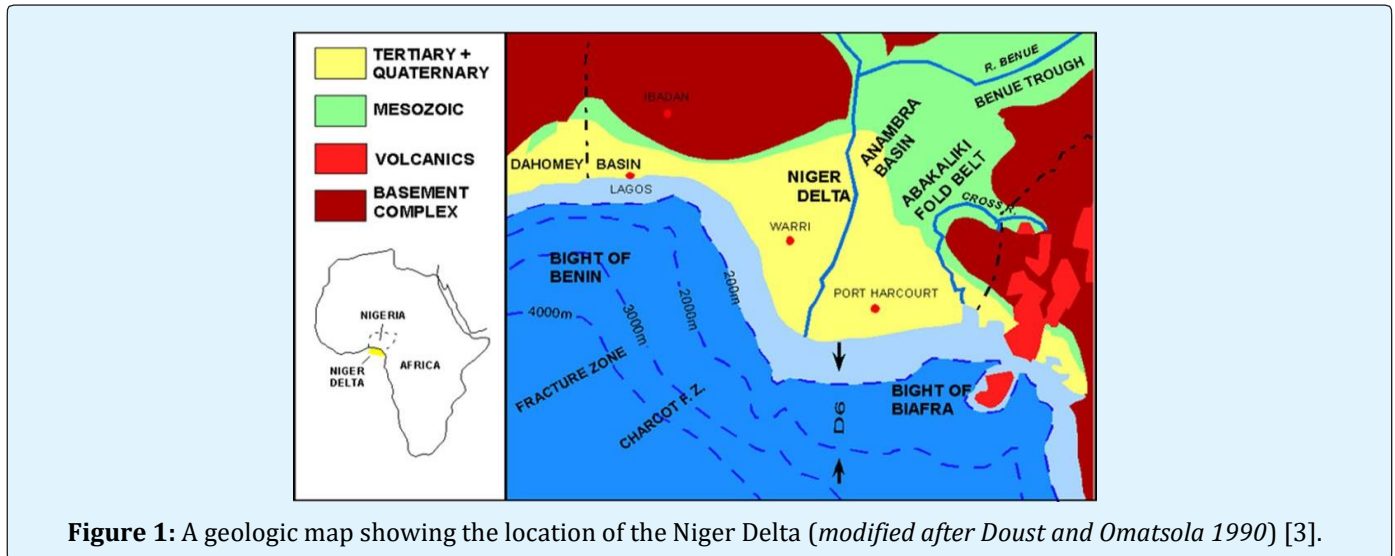 TERTIARY +
QUATERNARY
MESOZOIC
VOLCANICS
BASEMENT
COMPLEX
NIGERIA
AFRICA
NIGER
DELTA
IBADAN
R. BENUE
BENUE TROUGH
ANAMBRA
BASIN
ABAKALIKI
FOLD BELT
CROSS R.
DAHOMEY BASIN
LAGOS
NIGER
DELTA
WARRI
PORT HARCOURT
BIGHT OF
BENIN
200m
2000m
3000m
4000m
FRACTURE ZONE
CHARCOT F. Z.
D6
BIGHT OF
BIAFRA
Figure 1: A geologic map showing the location of the Niger Delta (modified after Doust and Omatsola 1990) [3].